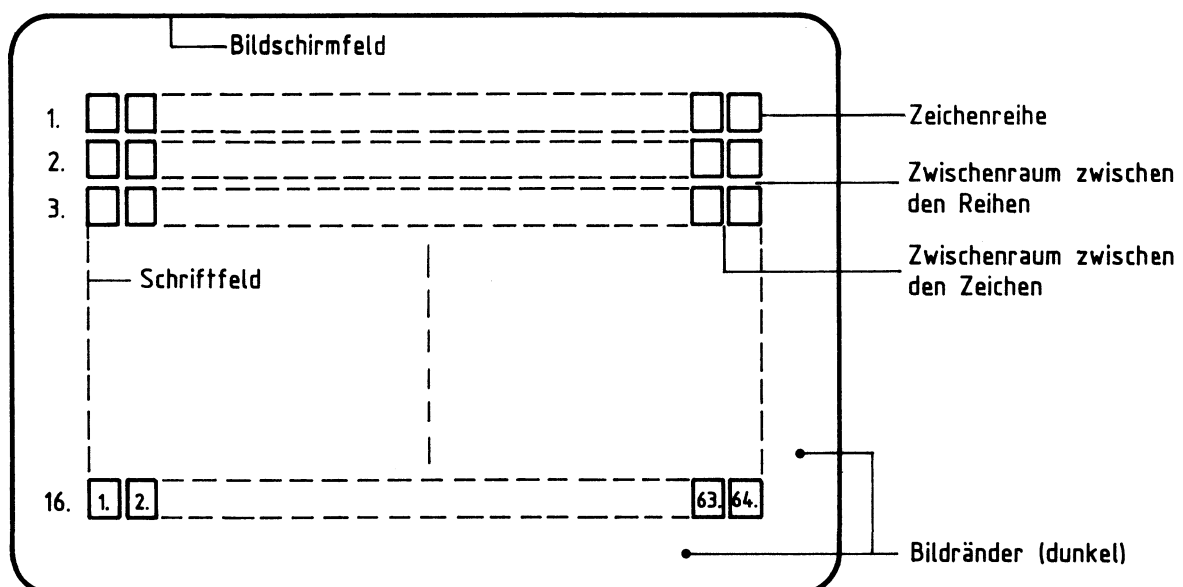 Bildschirmfeld
1.
Zeichenreihe
2.
Zwischenraum zwischen
den Reihen
3.
Zwischenraum zwischen
den Zeichen
Schriftfeld
16. 1. 2. 63. 64.
Bildränder (dunkel)